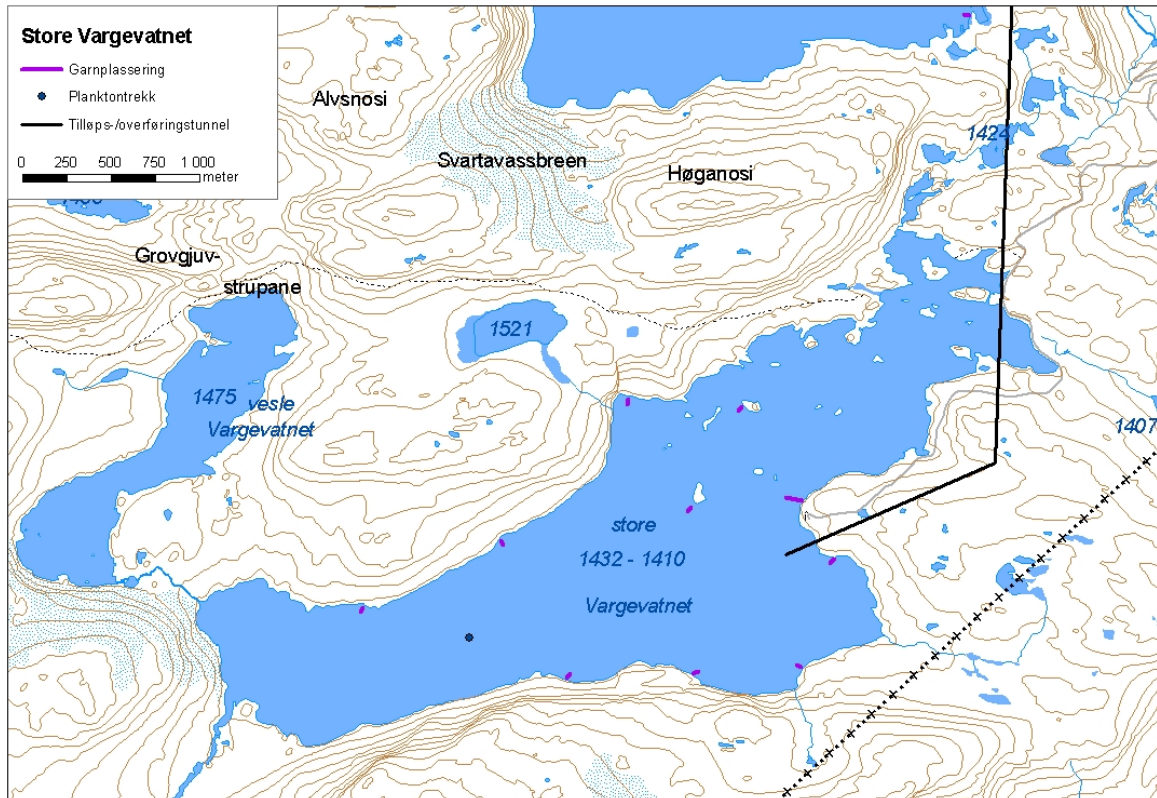 Store Vargevatnet
Garnplassering
Planktontrekk
Tilløps-/overføringstunnel
0 250 500 750 1 000
meter
Alvsnosi
Svartavassbreen
Høganosi
1424
Grovgjuv-
strupane
1521
1475 vesle
Vargevatnet
1407
store
1432 - 1410
Vargevatnet